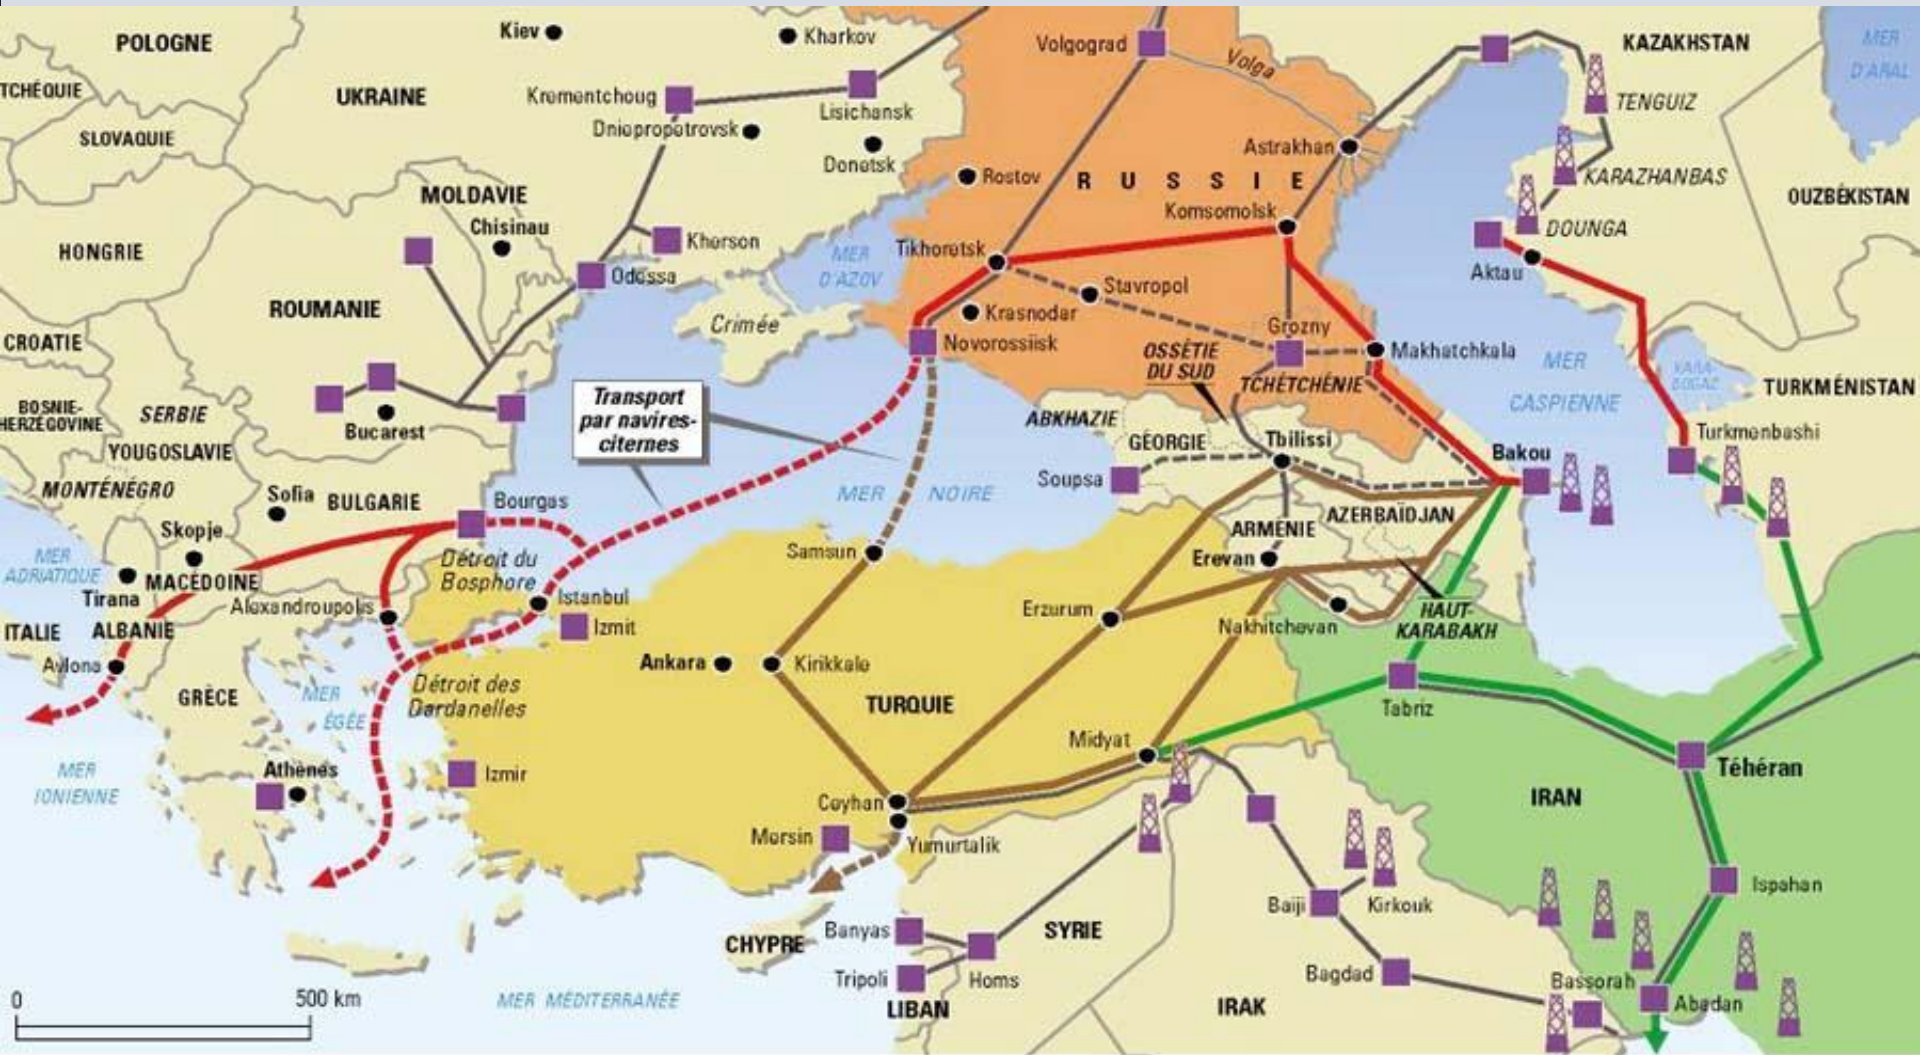 POLOGNE
Kiev
Kharkov
Volgograd
Volga
KAZAKHSTAN
MER
D'ARAL
TCHÉQUIE
UKRAINE
Krementchoug
Lisichansk
TENGUIZ
SLOVAQUIE
Dniepropetrovsk
Donetsk
Astrakhan
KARAZHANBAS
MOLDAVIE
Rostov
RUSSIE
OUZBÉKISTAN
Chisinau
Komsomolsk
HONGRIE
Kherson
MER
D'AZOV
Tikhoretsk
DOUNGA
Odessa
Aktau
ROUMANIE
Crimée
Stavropol
Krasnodar
CROATIE
Novorossiisk
Grozny
Makhatchkala
OSSÉTIE
DU SUD
MER
CASPIENNE
KARA-
BOGAZ
TCHÉTCHÉNIE
TURKMÉNISTAN
BOSNIE-
HERZÉGOVINE
SERBIE
Bucarest
Transport
par navires-
citernes
ABKHAZIE
GÉORGIE
Tbilissi
Turkmenbashi
YOUGOSLAVIE
Bakou
MONTÉNÉGRO
Sofia
BULGARIE
Bourgas
MER NOIRE
Soupsa
Skopje
ARMÉNIE
AZERBAÏDJAN
MER
ADRIATIQUE
Détroit du
Bosphore
Samsun
Erevan
MACÉDOINE
Tirana
Alexandroupolis
Istanbul
Erzurum
HAUT-
KARABAKH
ITALIE
ALBANIE
Izmit
Nakhitchevan
Avlona
Ankara
Kirikkale
GRÈCE
MER
ÉGÉE
Détroit des
Dardanelles
TURQUIE
Tabriz
Midyat
MER
IONIENNE
Athènes
Izmir
Téhéran
IRAN
Ceyhan
Mersin
Yumurtalik
Ispahan
Baiji
Kirkouk
CHYPRE
Banyas
SYRIE
Bagdad
Tripoli
Homs
Bassorah
Abadan
0
500 km
MER MÉDITERRANÉE
LIBAN
IRAK